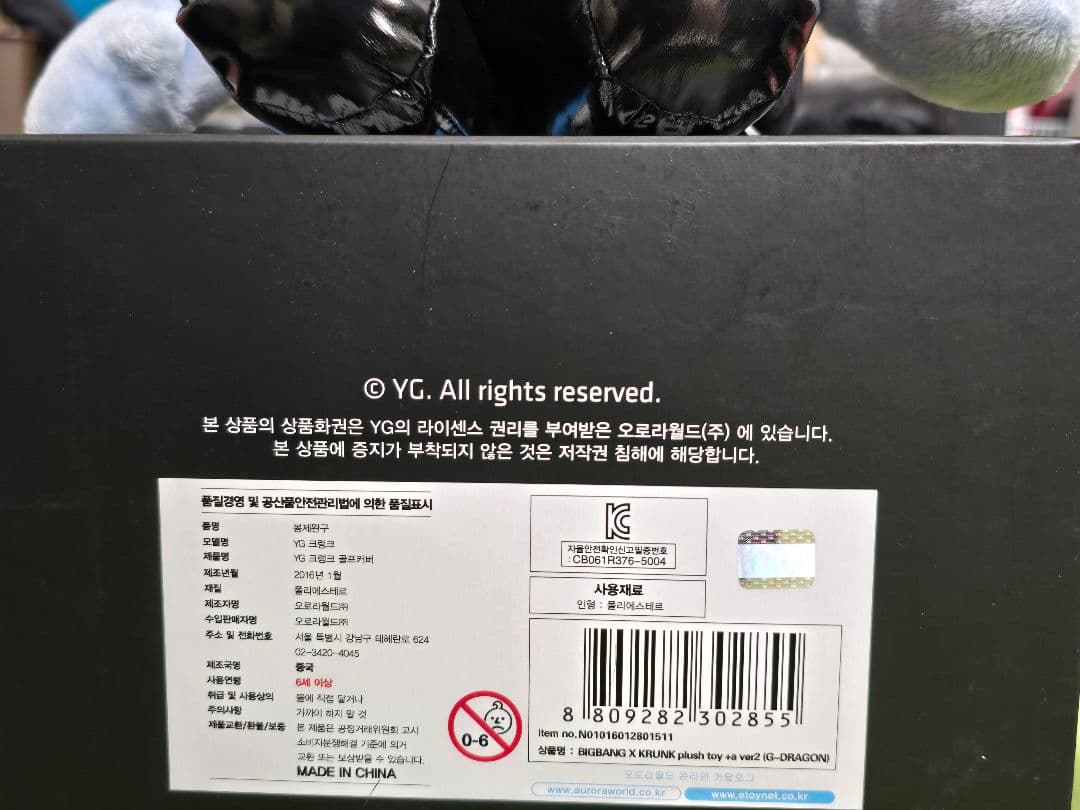 © YG. All rights reserved.
본 상품의 상품화권은 YG의 라이센스 권리를 부여받은 오로라월드(주) 에 있습니다.
본 상품에 증지가 부착되지 않은 것은 저작권 침해에 해당합니다.
품질경영 및 공산품안전관리법에 의한 품질표시
품명 봉제완구
모델명 YG 크렁크
제품명 YG 크렁크 골프커버
제조년월 2016년 1월
재질 폴리에스테르
제조자명 오로라월드㈜
수입판매자명 오로라월드㈜
주소 및 전화번호 서울 특별시 강남구 테헤란로 624
02-3420-4045
제조국명 중국
사용연령 6세 이상
취급 및 사용상의 불에 직접 닿거나
주의사항 가까이 하지 말 것
제품교환/환불/보증 본 제품은 공정거래위원회 고시
소비자분쟁해결 기준에 의거
교환 또는 보상받을 수 있습니다.
MADE IN CHINA
0-6
KC
자율안전확인신고필증번호
: CB061R376-5004
사용재료
인형 : 폴리에스테르
8 809282 302855
Item no.N01016012801511
상품명 : BIGBANG X KRUNK plush toy +a ver2 (G-DRAGON)
오로라월드 온라인 카달로그
www.auroraworld.co.kr
www.etoynet.co.kr